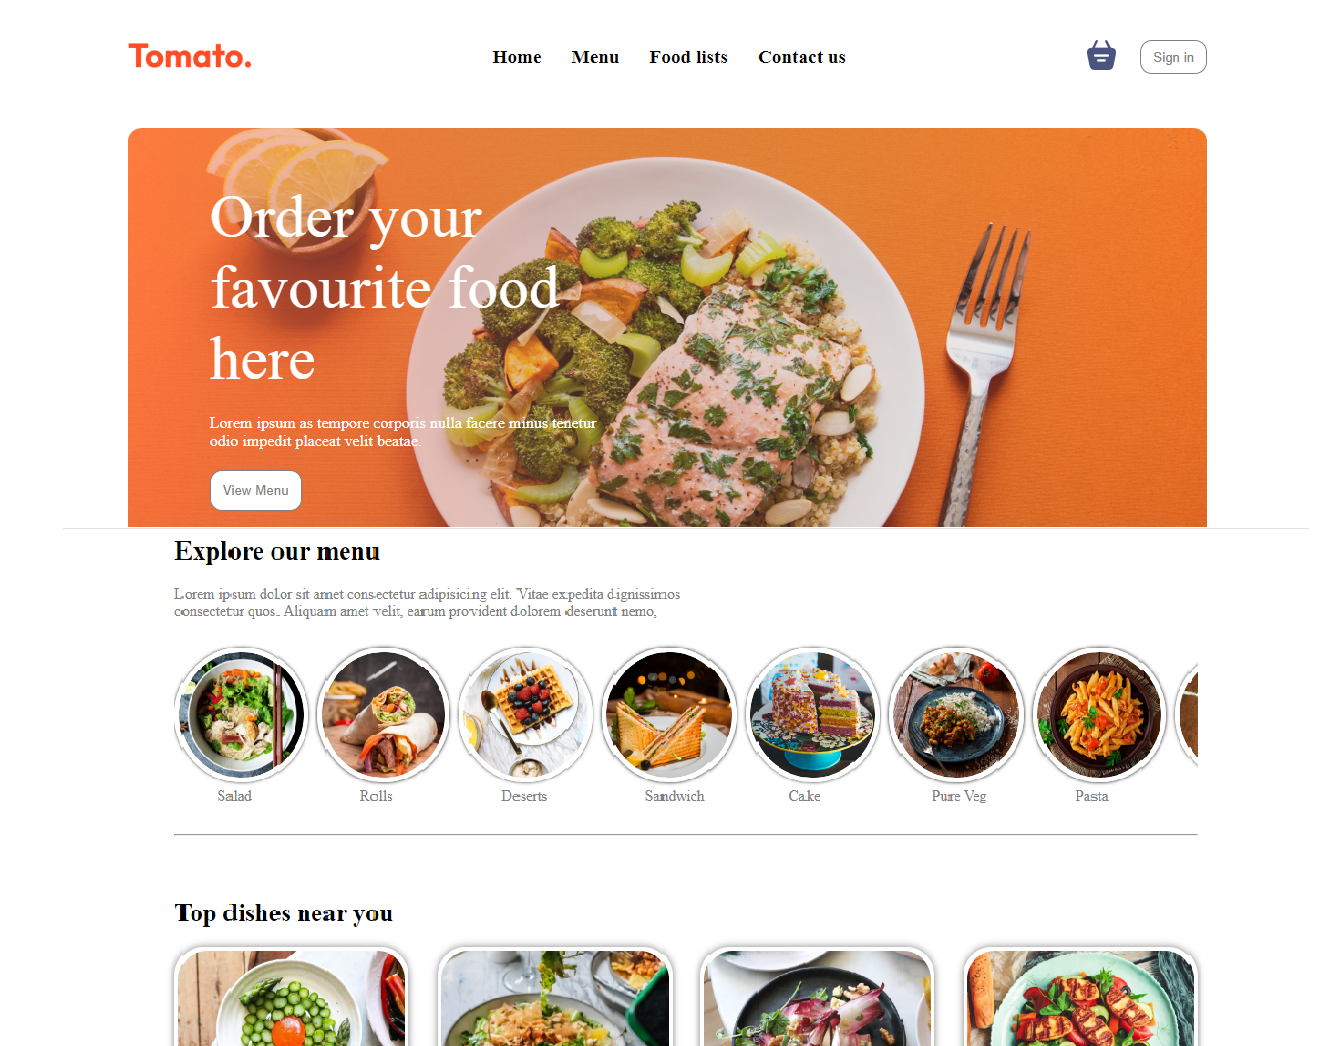 Tomato.
Home Menu Food lists Contact us
Sign in
Order your
favourite food
here
Lorem ipsum as tempore corporis nulla facere minus tenetur
odio impedit placeat velit beatae.
View Menu
Explore our menu
Lorem ipsum dolor sit amet consectetur adipisicing elit. Vitae expedita dignissimos
consectetur quos. Aliquam amet velit, earum provident dolorem deserunt nemo,
Salad Rolls Deserts Sandwich Cake Pure Veg Pasta
Top dishes near you